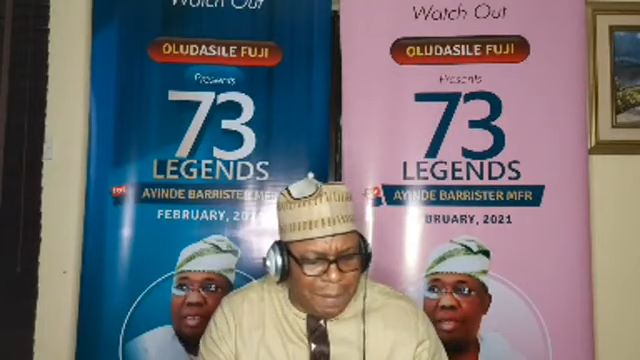 Watch Out
OLUDASILE FUJI
Presents
73
LEGENDS
AYINDE BARRISTER MFR
FEBRUARY, 2021
Watch Out
OLUDASILE FUJI
Presents
73
LEGENDS
AYINDE BARRISTER MFR
BRUARY, 2021